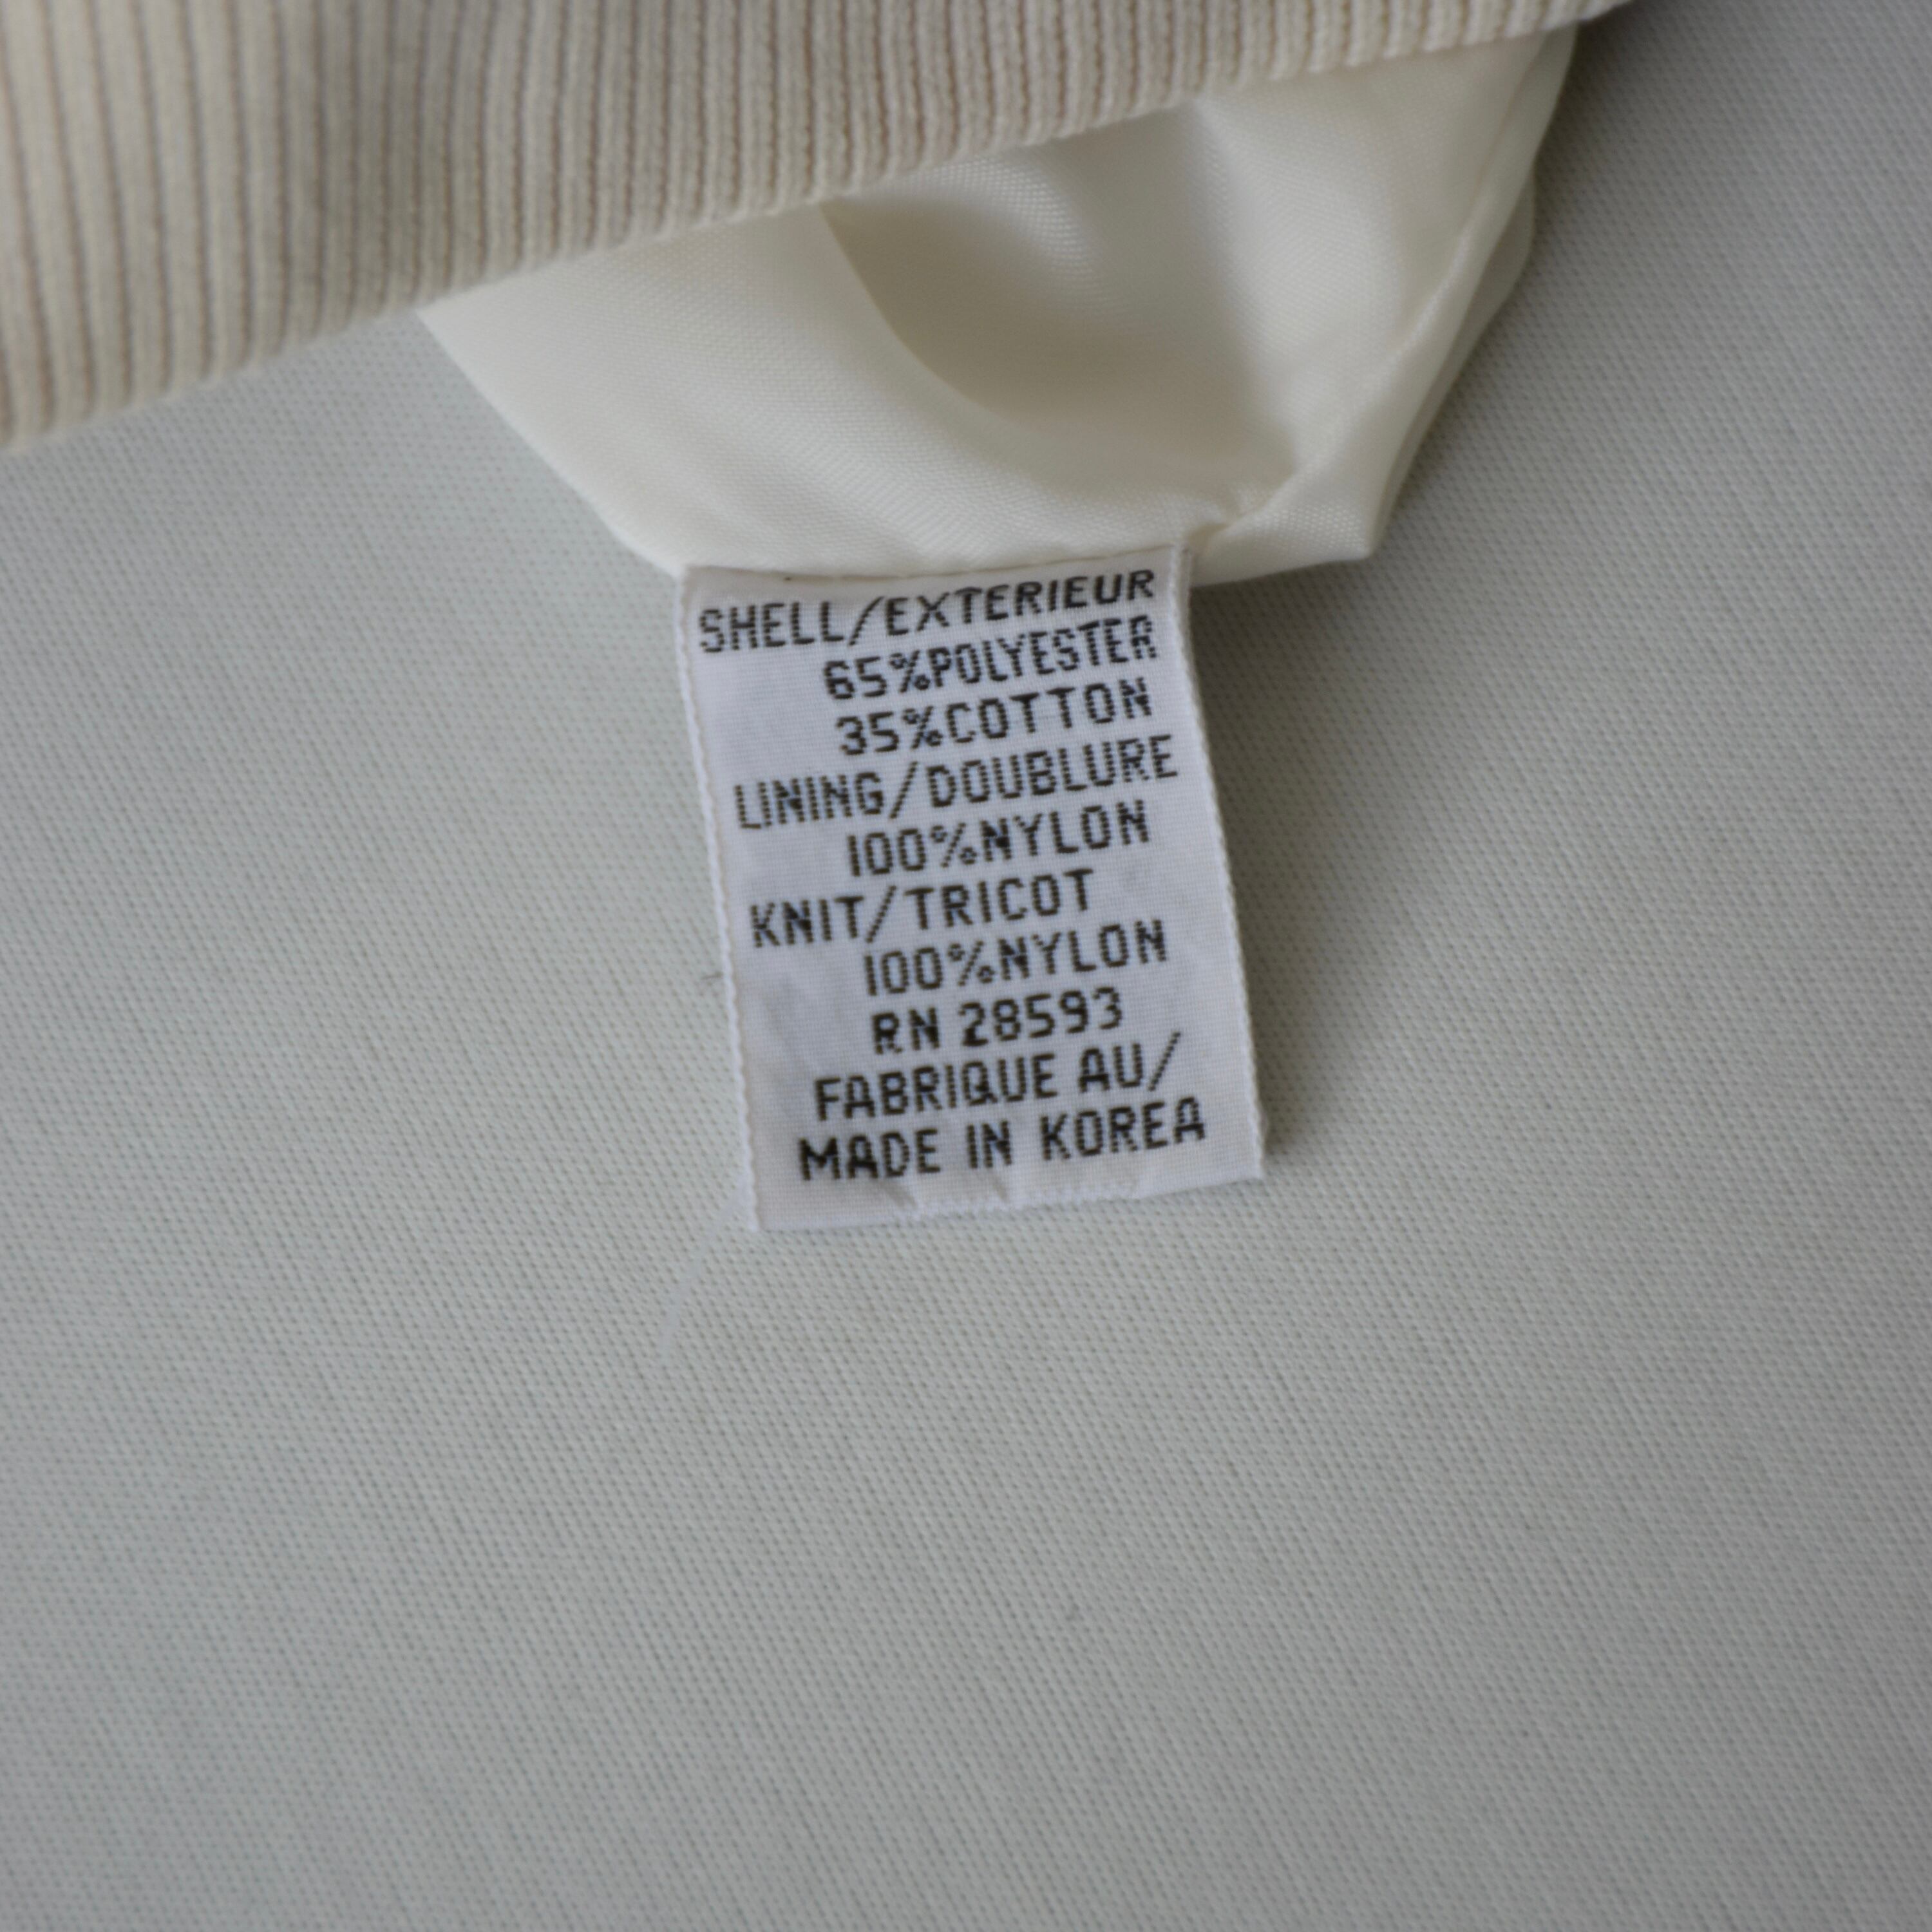 SHELL/EXTERIEUR
65%POLYESTER
35%COTTON
LINING/DOUBLURE
100%NYLON
KNIT/TRICOT
100%NYLON
RN 28593
FABRIQUE AU/
MADE IN KOREA